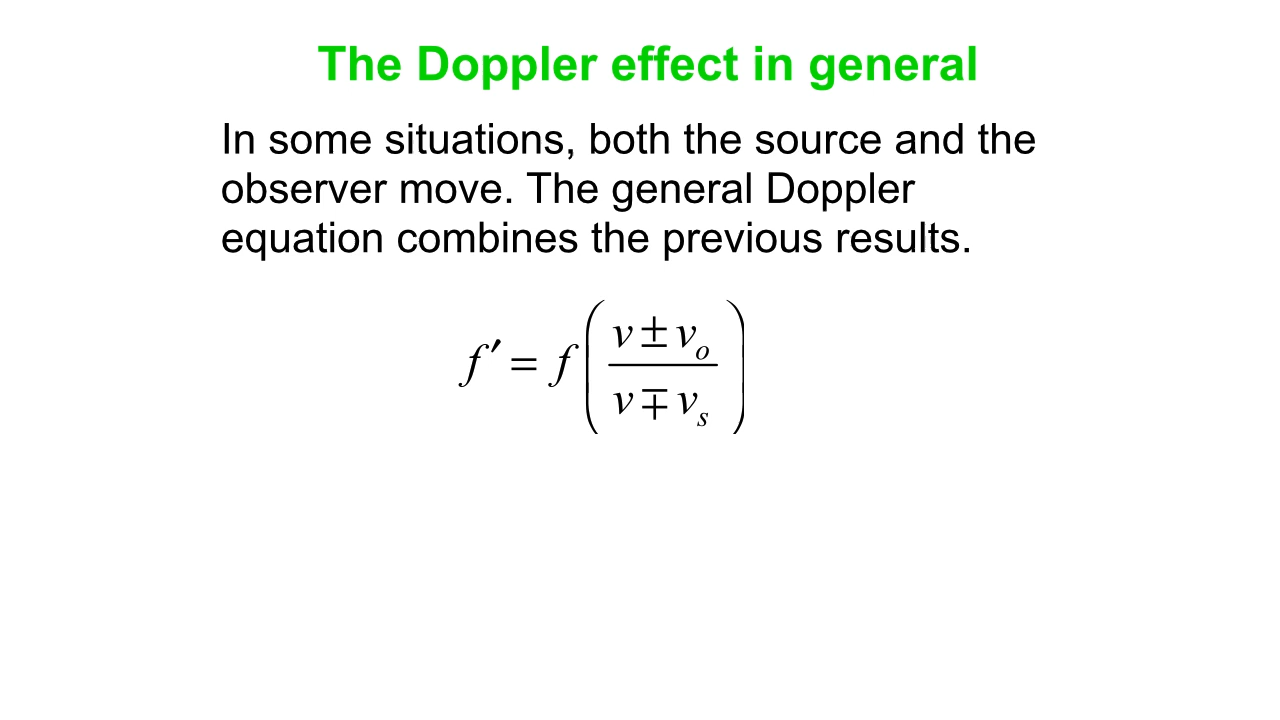 The Doppler effect in general
In some situations, both the source and the
observer move. The general Doppler
equation combines the previous results.
f′ = f ( (v ± v_o) / (v ∓ v_s) )